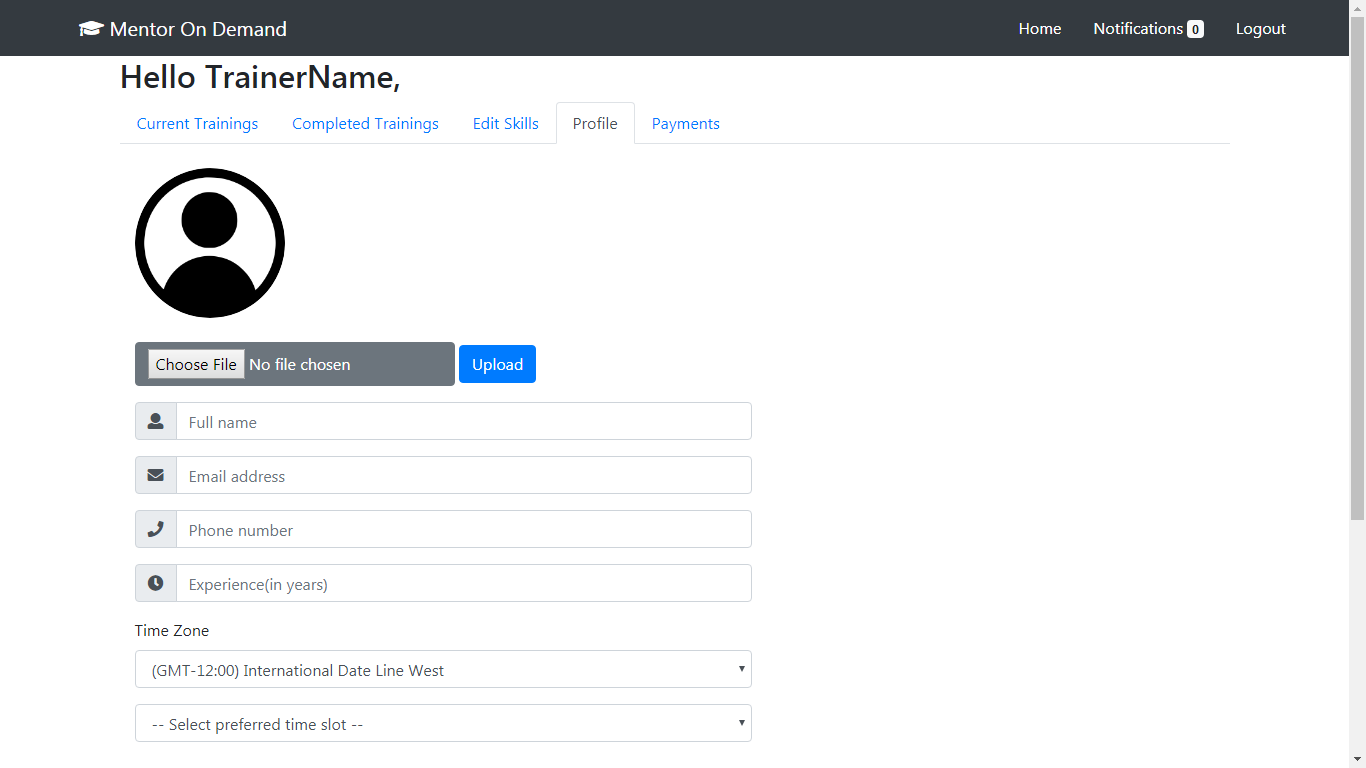 Mentor On Demand Home Notifications 0 Logout
Hello TrainerName,
Current Trainings Completed Trainings Edit Skills Profile Payments
Choose File No file chosen Upload
Full name
Email address
Phone number
Experience(in years)
Time Zone
(GMT-12:00) International Date Line West
-- Select preferred time slot --